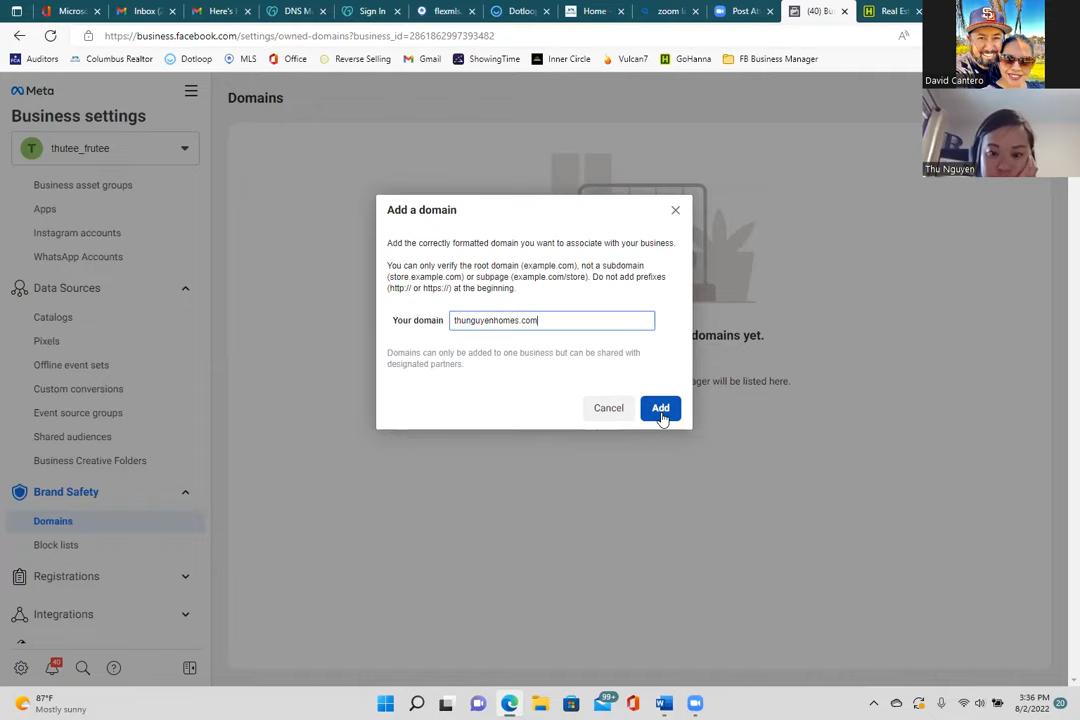 Microso
Inbox (
Here's
DNS M
Sign In
flexmls
Dotloo
Home -
zoom l
Post Att
(40) Bu
Real Es
https://business.facebook.com/settings/owned-domains?business_id=2861862997393482
Auditors
Columbus Realtor
Dotloop
MLS
Office
Reverse Selling
Gmail
ShowingTime
Inner Circle
Vulcan7
GoHanna
FB Business Manager
David Cantero
Thu Nguyen
Meta
Business settings
T
thutee_frutee
Business asset groups
Apps
Instagram accounts
WhatsApp Accounts
Data Sources
Catalogs
Pixels
Offline event sets
Custom conversions
Event source groups
Shared audiences
Business Creative Folders
Brand Safety
Domains
Block lists
Registrations
Integrations
40
Domains
domains yet.
ager will be listed here.
Add a domain
Add the correctly formatted domain you want to associate with your business.
You can only verify the root domain (example.com), not a subdomain
(store.example.com) or subpage (example.com/store). Do not add prefixes
(http:// or https://) at the beginning.
Your domain
thunguyenhomes.com
Domains can only be added to one business but can be shared with
designated partners.
Cancel
Add
87°F
Mostly sunny
99+
3:36 PM
8/2/2022
20